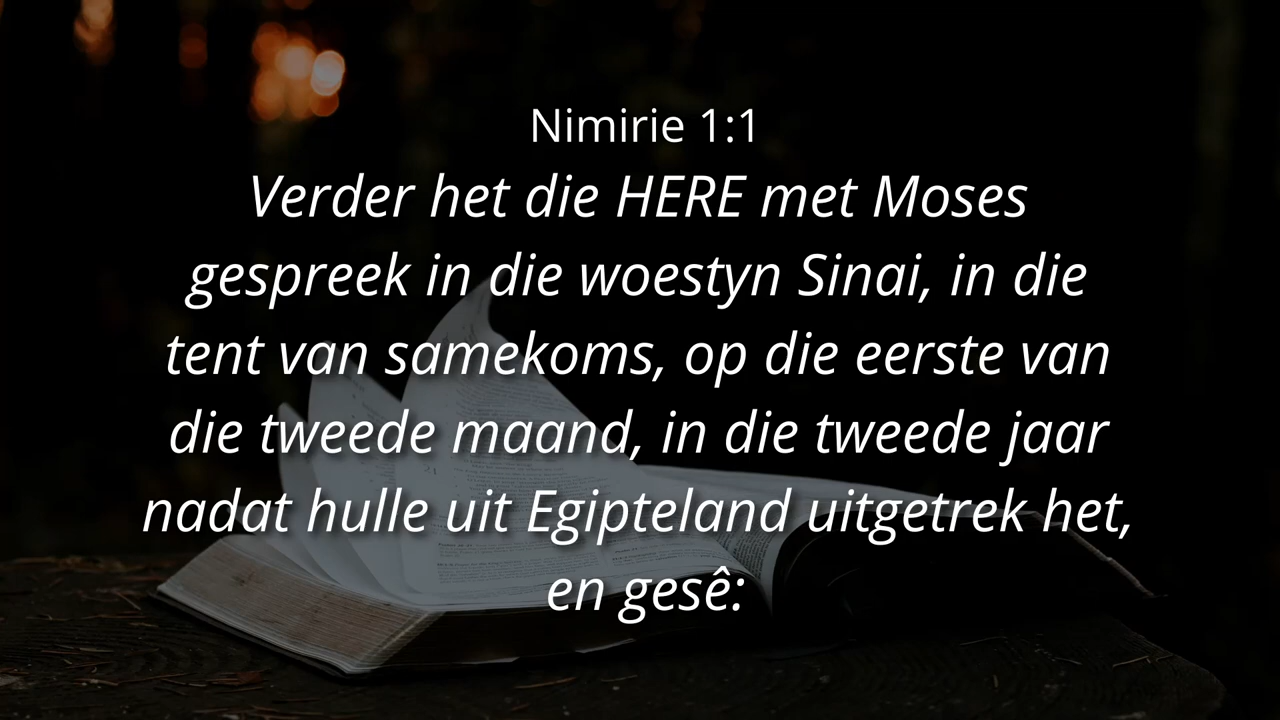 Nimirie 1:1
Verder het die HERE met Moses
gespreek in die woestyn Sinai, in die
tent van samekoms, op die eerste van
die tweede maand, in die tweede jaar
nadat hulle uit Egipteland uitgetrek het,
en gesê: